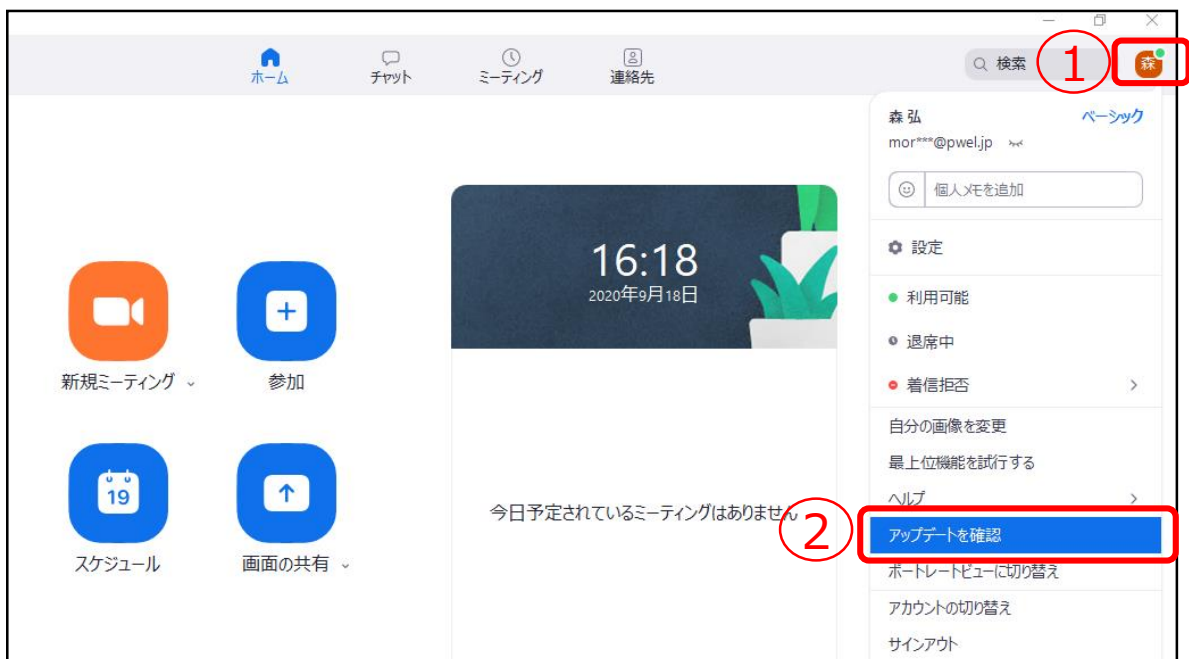 ホーム
チャット
ミーティング
連絡先
検索
①
森
森 弘 ベーシック
mor***@pwel.jp
個人メモを追加
設定
利用可能
退席中
着信拒否
自分の画像を変更
最上位機能を試行する
ヘルプ
②
アップデートを確認
ポートレートビューに切り替え
アカウントの切り替え
サインアウト
16:18
2020年9月18日
今日予定されているミーティングはありません
新規ミーティング
参加
19
スケジュール
画面の共有